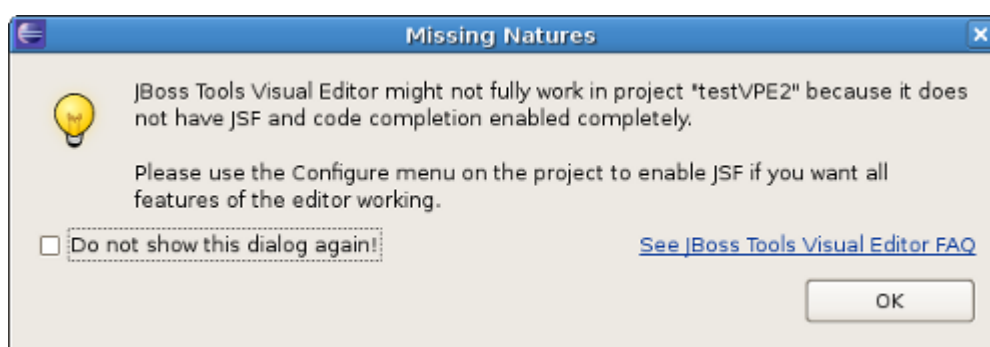 Missing Natures
JBoss Tools Visual Editor might not fully work in project "testVPE2" because it does
not have JSF and code completion enabled completely.
Please use the Configure menu on the project to enable JSF if you want all
features of the editor working.
Do not show this dialog again!
See JBoss Tools Visual Editor FAQ
OK